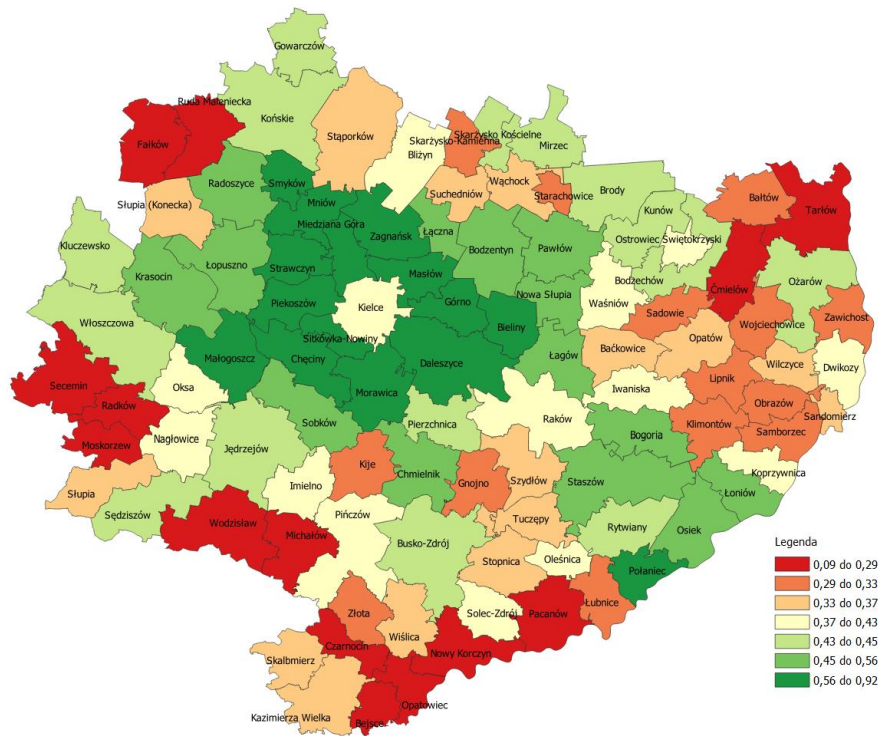 Gowarczów
Ruda Maleniecka
Końskie
Fałków
Stąporków
Skarżysko Kościelne
Skarżysko-Kamienna
Mirzec
Bliżyn
Radoszyce
Smyków
Wąchock
Suchedniów
Starachowice
Brody
Bałtów
Tarłów
Słupia (Konecka)
Mniów
Miedziana Góra
Kunów
Kluczewsko
Zagnańsk
Łączna
Bodzentyn
Pawłów
Ostrowiec
Świętokrzyski
Krasocin
Łopuszno
Strawczyn
Masłów
Bodzechów
Ożarów
Ćmielów
Piekoszów
Kielce
Górno
Nowa Słupia
Waśniów
Włoszczowa
Sadowie
Wojciechowice
Zawichost
Bieliny
Sitkówka-Nowiny
Małogoszcz
Chęciny
Daleszyce
Łagów
Baćkowice
Opatów
Wilczyce
Dwikozy
Secemin
Oksa
Radków
Morawica
Iwaniska
Lipnik
Obrazów
Sandomierz
Moskorzew
Nagłowice
Sobków
Pierzchnica
Raków
Klimontów
Samborzec
Jędrzejów
Bogoria
Kije
Chmielnik
Gnojno
Szydłów
Koprzywnica
Słupia
Imielno
Staszów
Łoniów
Sędziszów
Wodzisław
Pińczów
Tuczępy
Rytwiany
Osiek
Michałów
Busko-Zdrój
Stopnica
Oleśnica
Połaniec
Złota
Solec-Zdrój
Pacanów
Łubnice
Wiślica
Czarnocin
Nowy Korczyn
Skalbmierz
Opatowiec
Kazimierza Wielka
Bejsce
Legenda
0,09 do 0,29
0,29 do 0,33
0,33 do 0,37
0,37 do 0,43
0,43 do 0,45
0,45 do 0,56
0,56 do 0,92